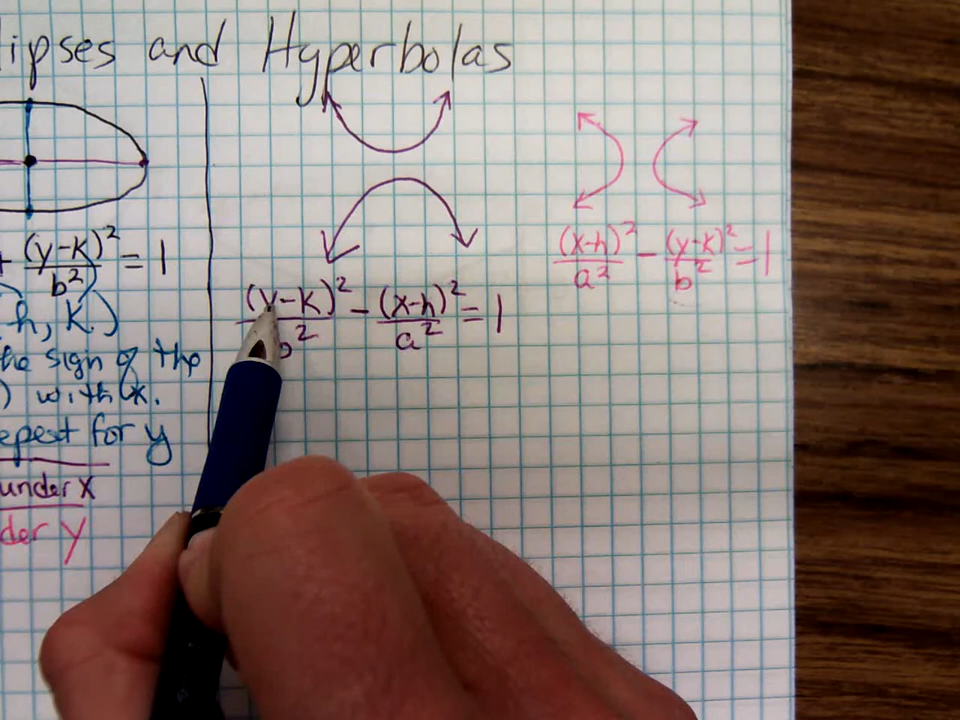 lipses and Hyperbolas
+ (y-k)²/b² = 1
h, k)
the sign of the
) with x.
epeat for y
under x
der y
(y-k)²/b² - (x-h)²/a² = 1
(x-h)²/a² - (y-k)²/b² = 1